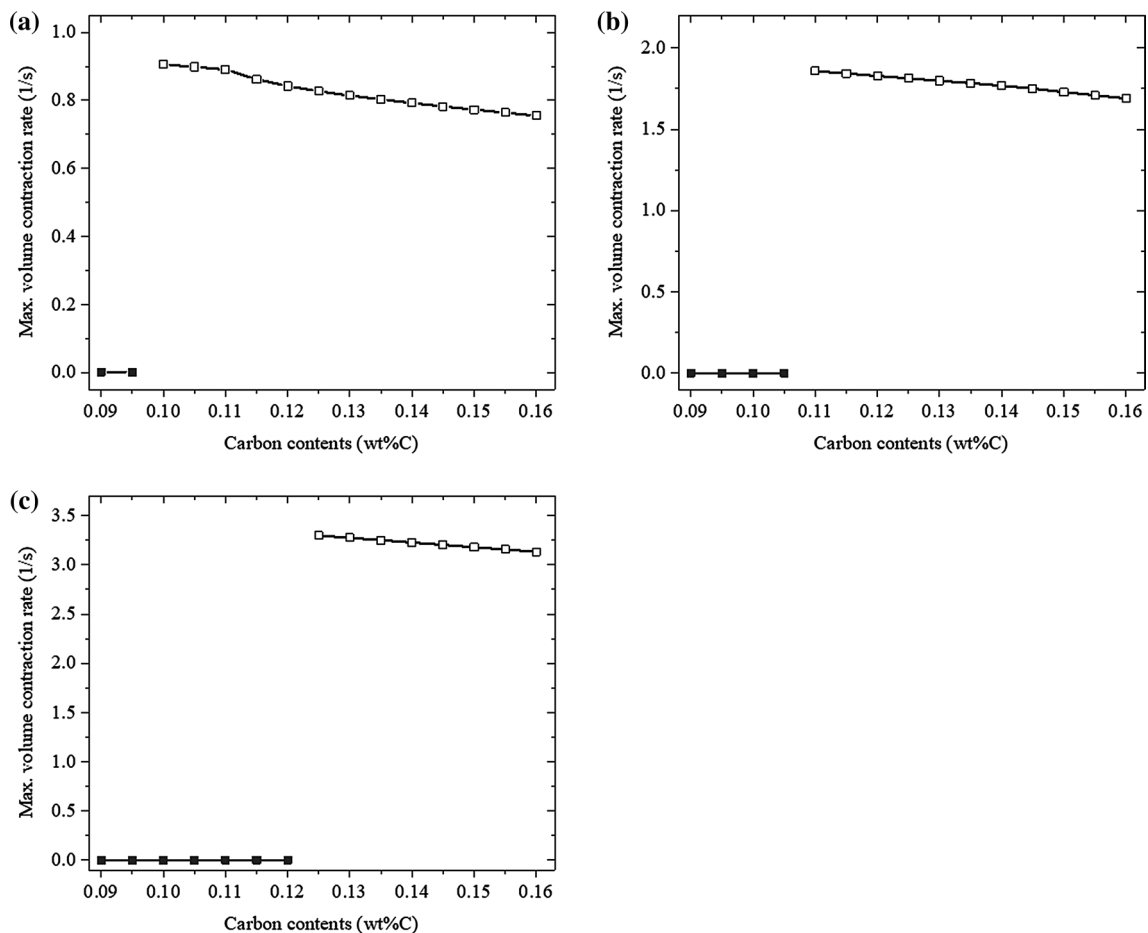 (a)
Max. volume contraction rate (1/s)
1.0
0.8
0.6
0.4
0.2
0.0
0.09 0.10 0.11 0.12 0.13 0.14 0.15 0.16
Carbon contents (wt%C)
(b)
Max. volume contraction rate (1/s)
2.0
1.5
1.0
0.5
0.0
0.09 0.10 0.11 0.12 0.13 0.14 0.15 0.16
Carbon contents (wt%C)
(c)
Max. volume contraction rate (1/s)
3.5
3.0
2.5
2.0
1.5
1.0
0.5
0.0
0.09 0.10 0.11 0.12 0.13 0.14 0.15 0.16
Carbon contents (wt%C)